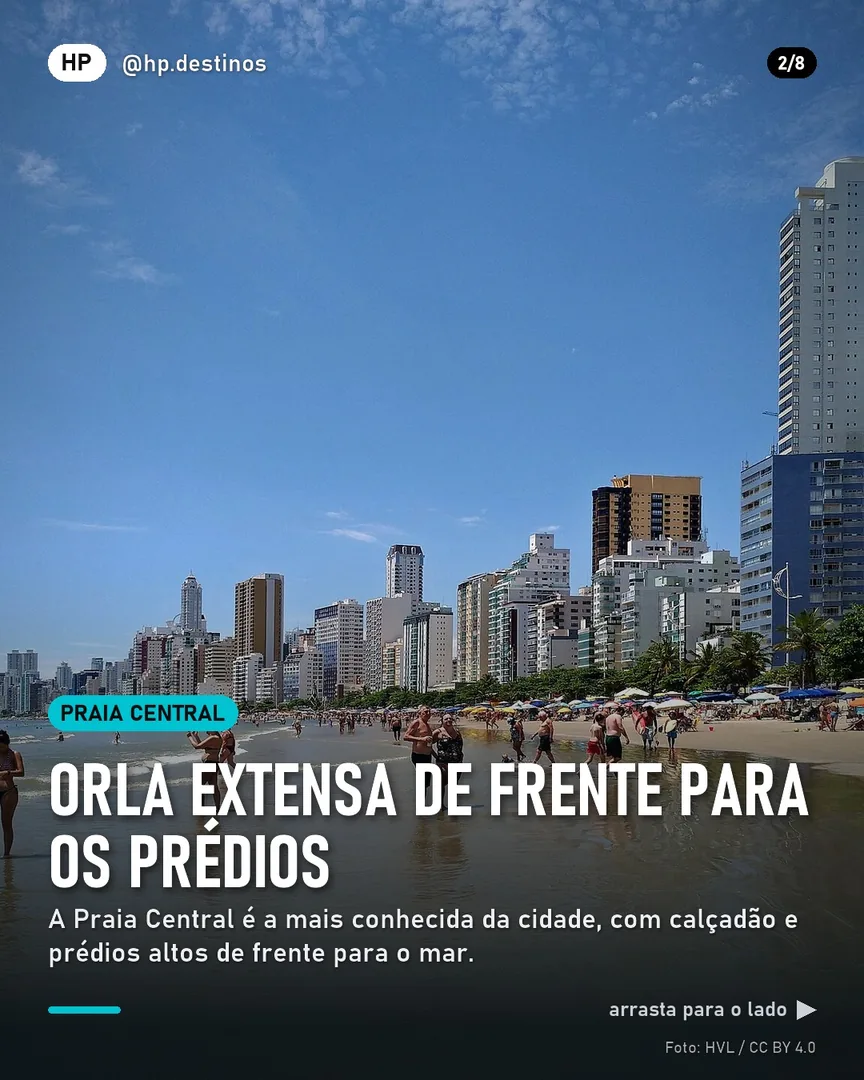 HP @hp.destinos 2/8
PRAIA CENTRAL
ORLA EXTENSA DE FRENTE PARA
OS PRÉDIOS
A Praia Central é a mais conhecida da cidade, com calçadão e
prédios altos de frente para o mar.
arrasta para o lado ▶
Foto: HVL / CC BY 4.0